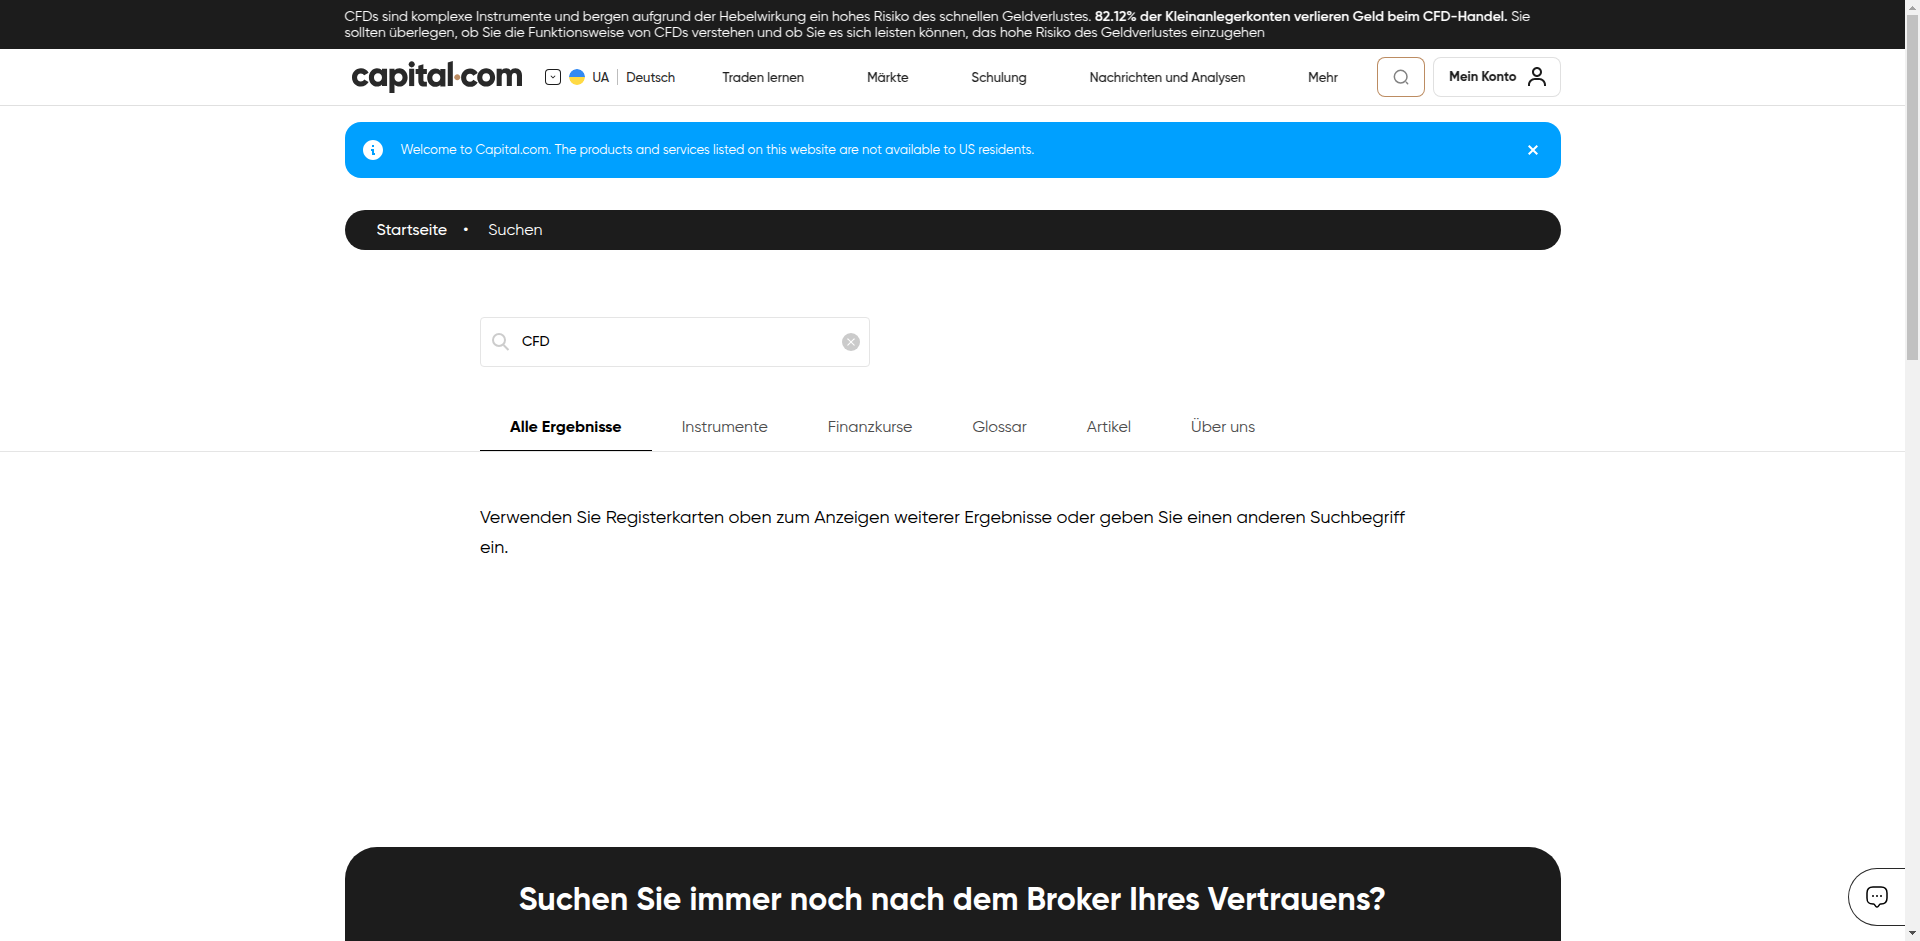 CFDs sind komplexe Instrumente und bergen aufgrund der Hebelwirkung ein hohes Risiko des schnellen Geldverlustes. 82.12% der Kleinanlegerkonten verlieren Geld beim CFD-Handel. Sie
sollten überlegen, ob Sie die Funktionsweise von CFDs verstehen und ob Sie es sich leisten können, das hohe Risiko des Geldverlustes einzugehen
capital.com
UA
Deutsch
Traden lernen
Märkte
Schulung
Nachrichten und Analysen
Mehr
Mein Konto
Welcome to Capital.com. The products and services listed on this website are not available to US residents.
Startseite
Suchen
CFD
Alle Ergebnisse
Instrumente
Finanzkurse
Glossar
Artikel
Über uns
Verwenden Sie Registerkarten oben zum Anzeigen weiterer Ergebnisse oder geben Sie einen anderen Suchbegriff
ein.
Suchen Sie immer noch nach dem Broker Ihres Vertrauens?